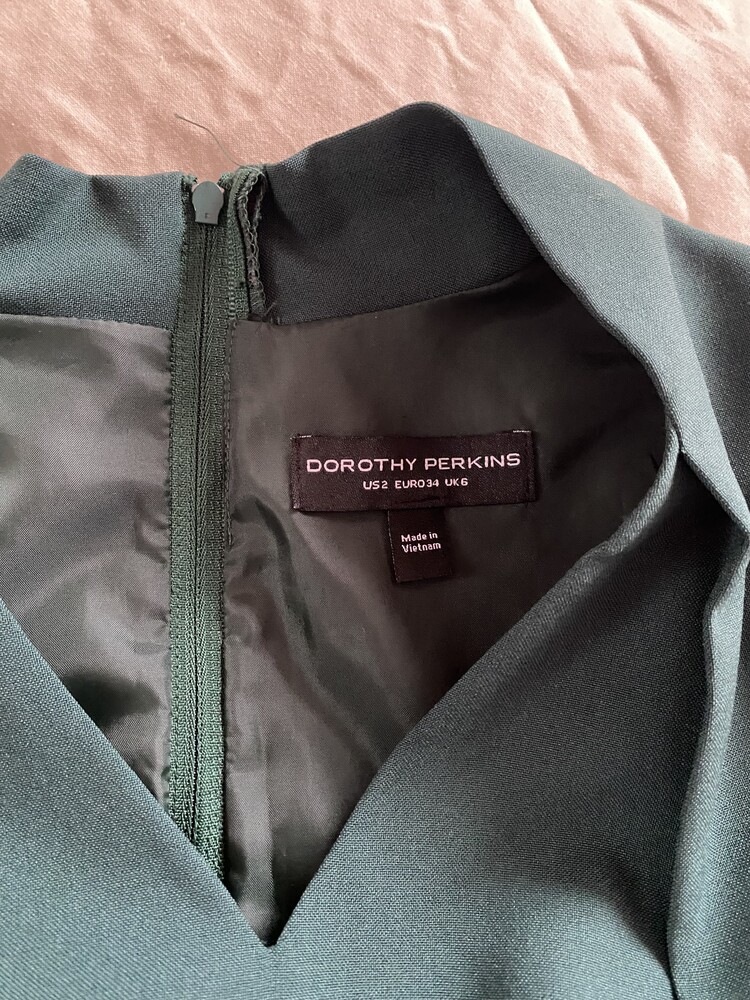 DOROTHY PERKINS
US2 EURO34 UK6
Made in
Vietnam